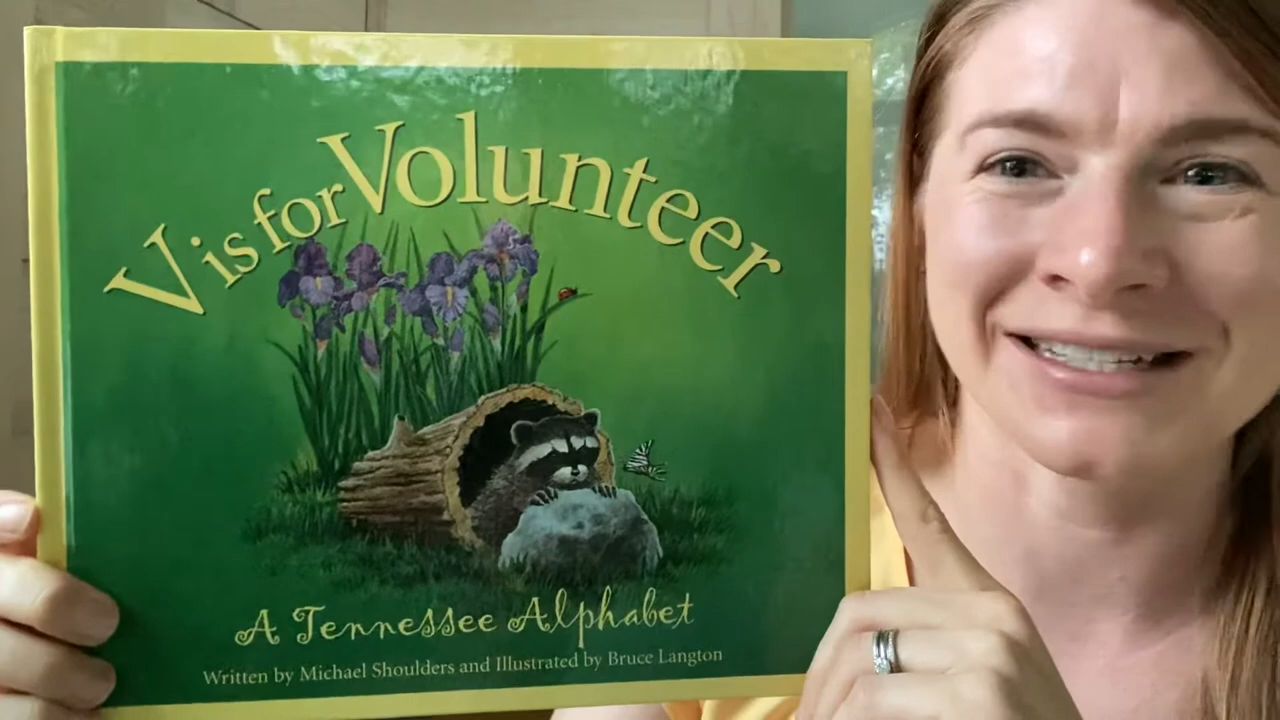 V is for Volunteer
A Tennessee Alphabet
Written by Michael Shoulders and Illustrated by Bruce Langton